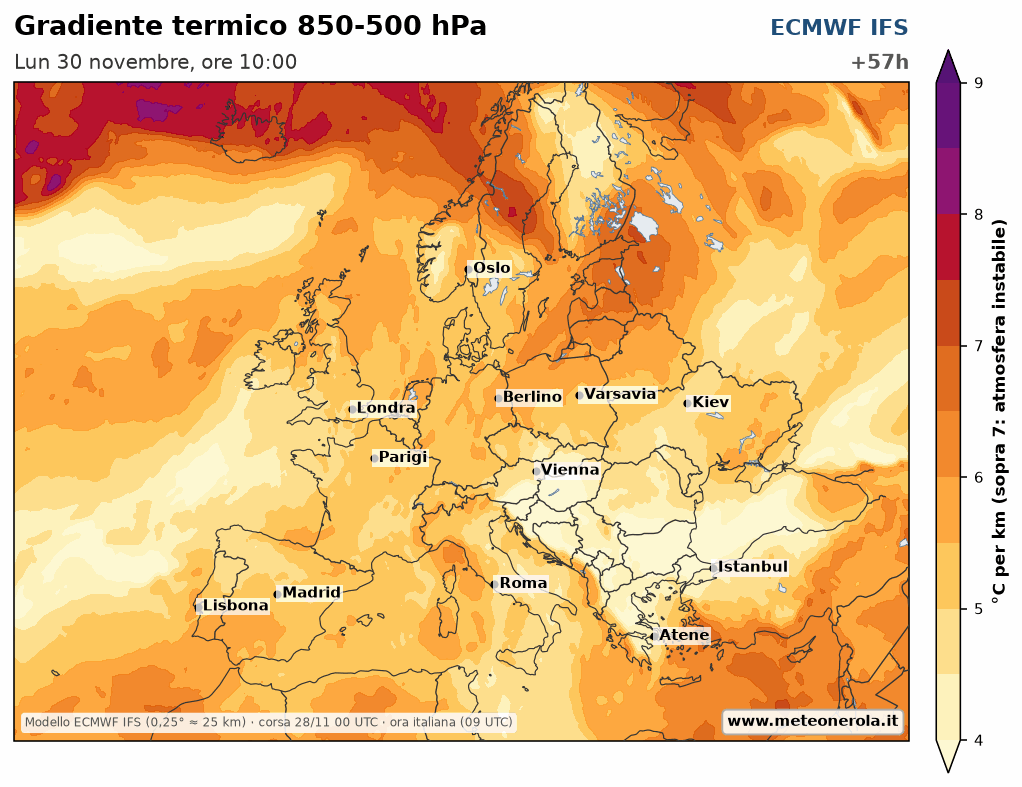 Gradiente termico 850-500 hPa
ECMWF IFS
Lun 30 novembre, ore 10:00
+57h
Oslo
Berlino
Varsavia
Kiev
Londra
Parigi
Vienna
Istanbul
Roma
Madrid
Lisbona
Atene
Modello ECMWF IFS (0,25° ≈ 25 km) · corsa 28/11 00 UTC · ora italiana (09 UTC)
www.meteonerola.it
9
8
7
6
5
4
°C per km (sopra 7: atmosfera instabile)